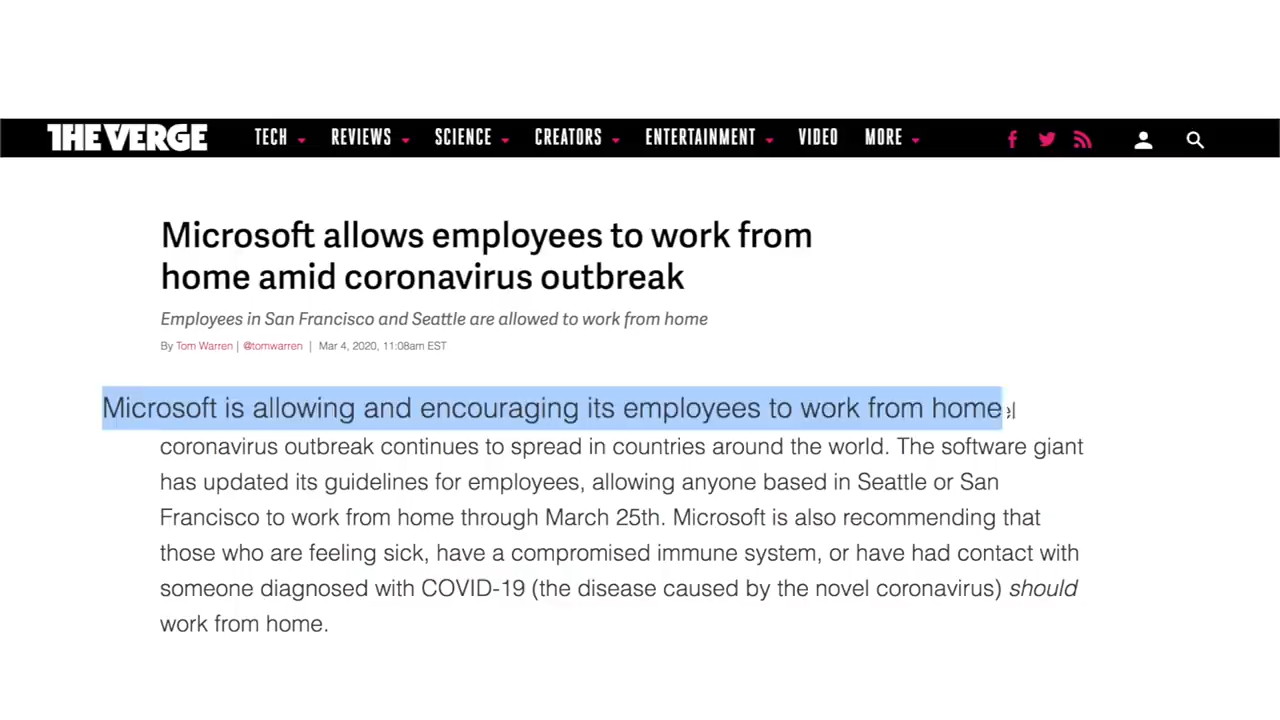 THE VERGE TECH REVIEWS SCIENCE CREATORS ENTERTAINMENT VIDEO MORE
Microsoft allows employees to work from
home amid coronavirus outbreak
Employees in San Francisco and Seattle are allowed to work from home
By Tom Warren | @tomwarren | Mar 4, 2020, 11:08am EST
Microsoft is allowing and encouraging its employees to work from home
coronavirus outbreak continues to spread in countries around the world. The software giant
has updated its guidelines for employees, allowing anyone based in Seattle or San
Francisco to work from home through March 25th. Microsoft is also recommending that
those who are feeling sick, have a compromised immune system, or have had contact with
someone diagnosed with COVID-19 (the disease caused by the novel coronavirus) should
work from home.